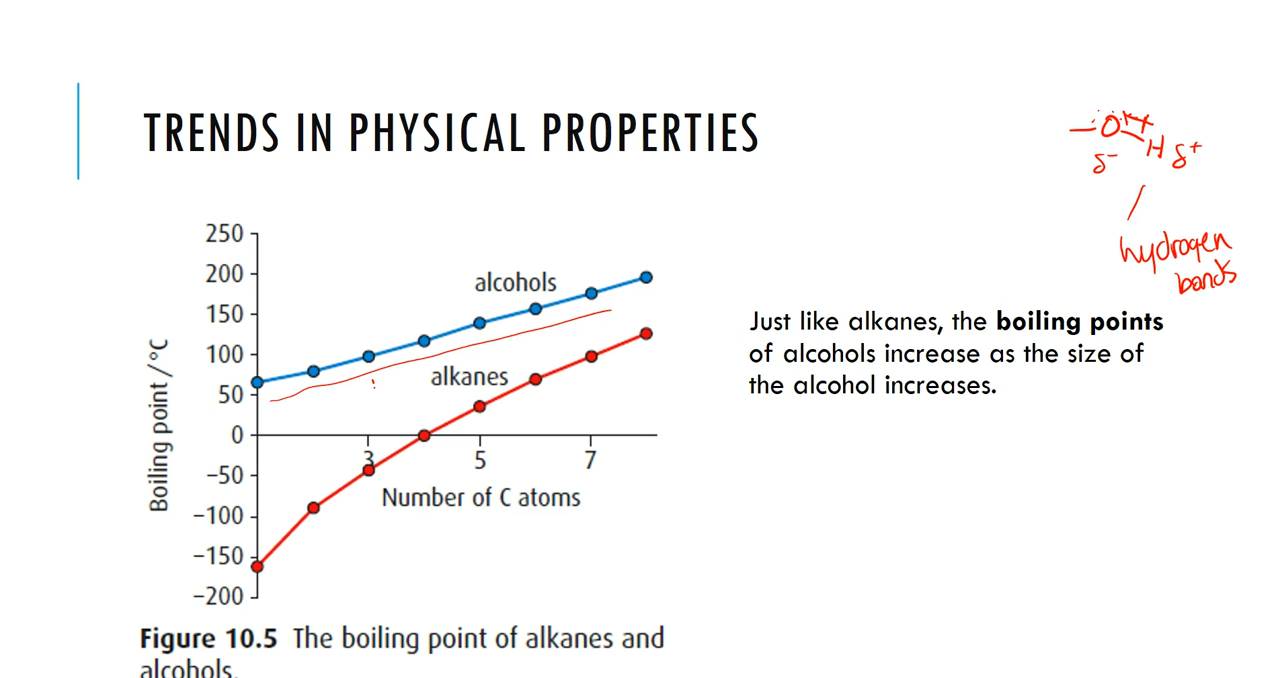 TRENDS IN PHYSICAL PROPERTIES
–O
H δ+
δ–
hydrogen
bonds
250
200
150
100
50
0
–50
–100
–150
–200
Boiling point / °C
alcohols
alkanes
3 5 7
Number of C atoms
Just like alkanes, the boiling points
of alcohols increase as the size of
the alcohol increases.
Figure 10.5 The boiling point of alkanes and
alcohols.